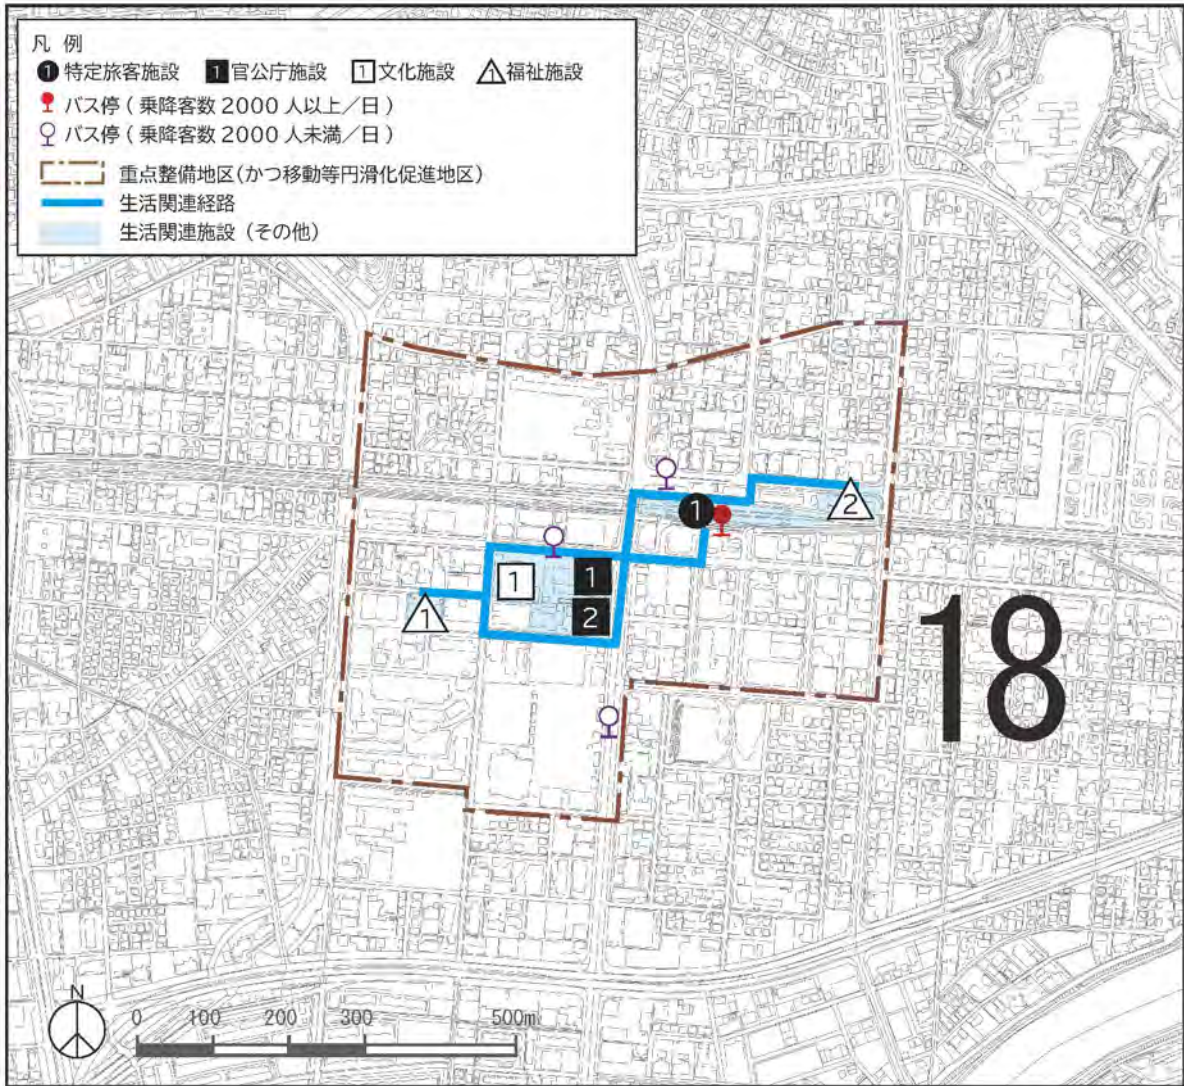 凡 例
1 特定旅客施設 1 官公庁施設 1 文化施設 1 福祉施設
バス停 ( 乗降客数 2000 人以上／日 )
バス停 ( 乗降客数 2000 人未満／日 )
重点整備地区(かつ移動等円滑化促進地区)
生活関連経路
生活関連施設（その他）
1
2
1
1
2
1
18
N
0 100 200 300 500m